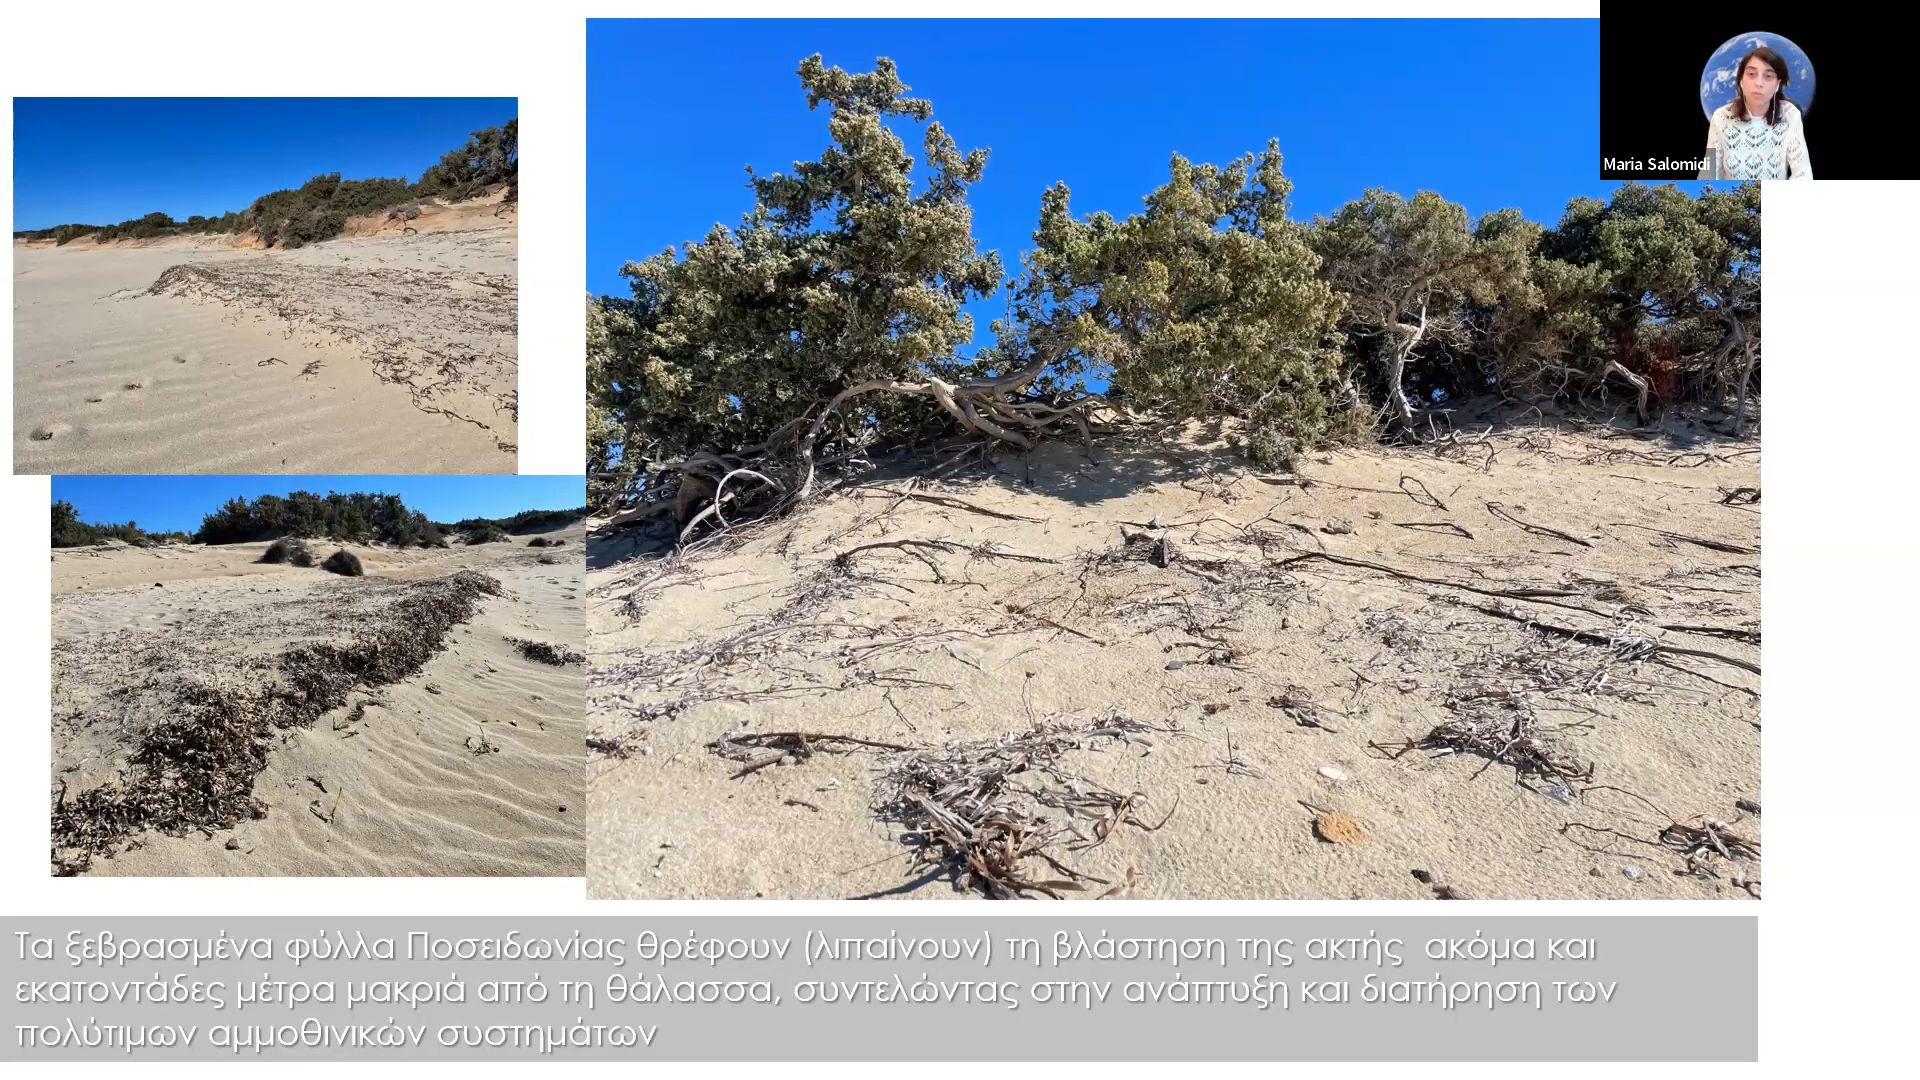 Maria Salomidi
Τα ξεβρασμένα φύλλα Ποσειδωνίας θρέφουν (λιπαίνουν) τη βλάστηση της ακτής ακόμα και
εκατοντάδες μέτρα μακριά από τη θάλασσα, συντελώντας στην ανάπτυξη και διατήρηση των
πολύτιμων αμμοθινικών συστημάτων